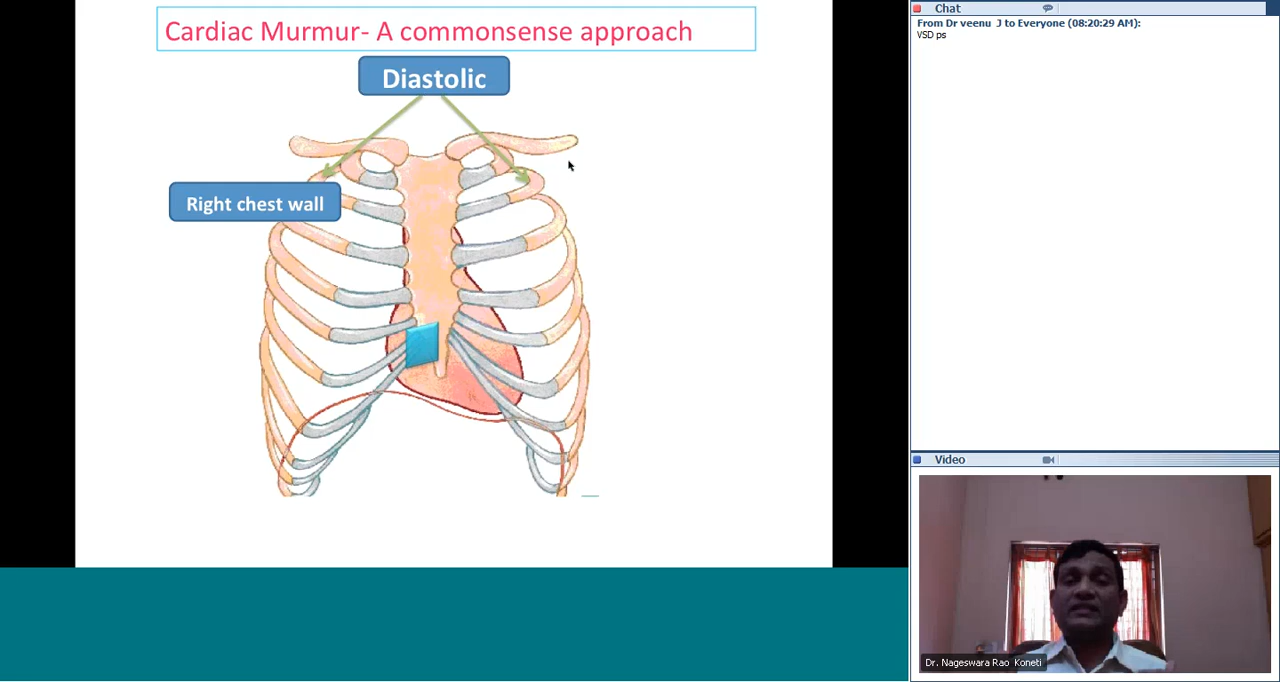 Cardiac Murmur- A commonsense approach
Diastolic
Right chest wall
Chat
From Dr veenu J to Everyone (08:20:29 AM):
VSD ps
Video
Dr. Nageswara Rao Koneti